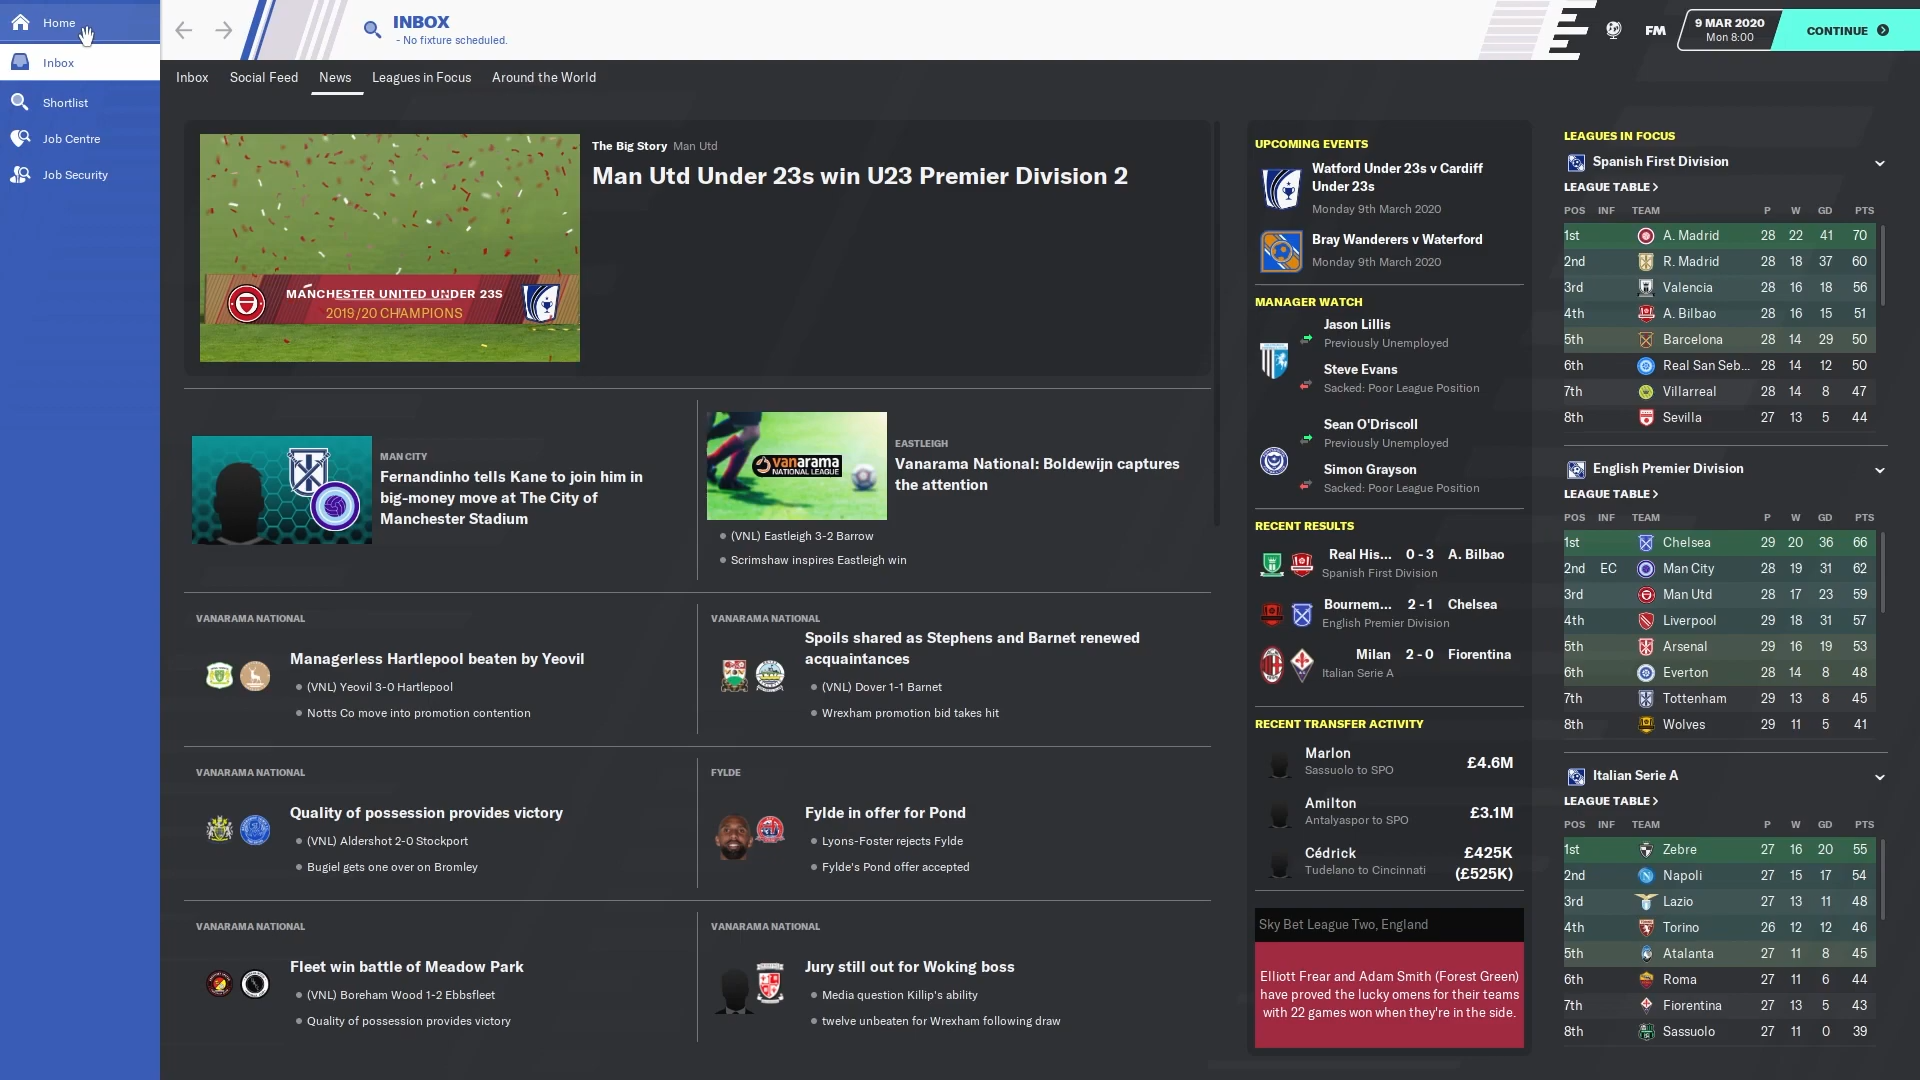 Home
Inbox
Shortlist
Job Centre
Job Security
INBOX
- No fixture scheduled.
FM
9 MAR 2020
Mon 8:00
CONTINUE
Inbox Social Feed News Leagues in Focus Around the World
The Big Story Man Utd
Man Utd Under 23s win U23 Premier Division 2
MANCHESTER UNITED UNDER 23S
2019/20 CHAMPIONS
MAN CITY
Fernandinho tells Kane to join him in
big-money move at The City of
Manchester Stadium
EASTLEIGH
Vanarama National: Boldewijn captures
the attention
vanarama
NATIONAL LEAGUE
(VNL) Eastleigh 3-2 Barrow
Scrimshaw inspires Eastleigh win
VANARAMA NATIONAL
Managerless Hartlepool beaten by Yeovil
(VNL) Yeovil 3-0 Hartlepool
Notts Co move into promotion contention
VANARAMA NATIONAL
Spoils shared as Stephens and Barnet renewed
acquaintances
(VNL) Dover 1-1 Barnet
Wrexham promotion bid takes hit
VANARAMA NATIONAL
Quality of possession provides victory
(VNL) Aldershot 2-0 Stockport
Bugiel gets one over on Bromley
FYLDE
Fylde in offer for Pond
Lyons-Foster rejects Fylde
Fylde's Pond offer accepted
VANARAMA NATIONAL
Fleet win battle of Meadow Park
(VNL) Boreham Wood 1-2 Ebbsfleet
Quality of possession provides victory
VANARAMA NATIONAL
Jury still out for Woking boss
Media question Killip's ability
twelve unbeaten for Wrexham following draw
UPCOMING EVENTS
Watford Under 23s v Cardiff
Under 23s
Monday 9th March 2020
Bray Wanderers v Waterford
Monday 9th March 2020
MANAGER WATCH
Jason Lillis
Previously Unemployed
Steve Evans
Sacked: Poor League Position
Sean O'Driscoll
Previously Unemployed
Simon Grayson
Sacked: Poor League Position
RECENT RESULTS
Real His... 0 - 3 A. Bilbao
Spanish First Division
Bournem... 2 - 1 Chelsea
English Premier Division
Milan 2 - 0 Fiorentina
Italian Serie A
RECENT TRANSFER ACTIVITY
Marlon
Sassuolo to SPO
£4.6M
Amilton
Antalyaspor to SPO
£3.1M
Cédrick
Tudelano to Cincinnati
£425K
(£525K)
Sky Bet League Two, England
Elliott Frear and Adam Smith (Forest Green)
have proved the lucky omens for their teams
with 22 games won when they're in the side.
LEAGUES IN FOCUS
Spanish First Division
LEAGUE TABLE >
POS INF TEAM P W GD PTS
1st A. Madrid 28 22 41 70
2nd R. Madrid 28 18 37 60
3rd Valencia 28 16 18 56
4th A. Bilbao 28 16 15 51
5th Barcelona 28 14 29 50
6th Real San Seb... 28 14 12 50
7th Villarreal 28 14 8 47
8th Sevilla 27 13 5 44
English Premier Division
LEAGUE TABLE >
POS INF TEAM P W GD PTS
1st Chelsea 29 20 36 66
2nd EC Man City 28 19 31 62
3rd Man Utd 28 17 23 59
4th Liverpool 29 18 31 57
5th Arsenal 29 16 19 53
6th Everton 28 14 8 48
7th Tottenham 29 13 8 45
8th Wolves 29 11 5 41
Italian Serie A
LEAGUE TABLE >
POS INF TEAM P W GD PTS
1st Zebre 27 16 20 55
2nd Napoli 27 15 17 54
3rd Lazio 27 13 11 48
4th Torino 26 12 12 46
5th Atalanta 27 11 8 45
6th Roma 27 11 6 44
7th Fiorentina 27 13 5 43
8th Sassuolo 27 11 0 39